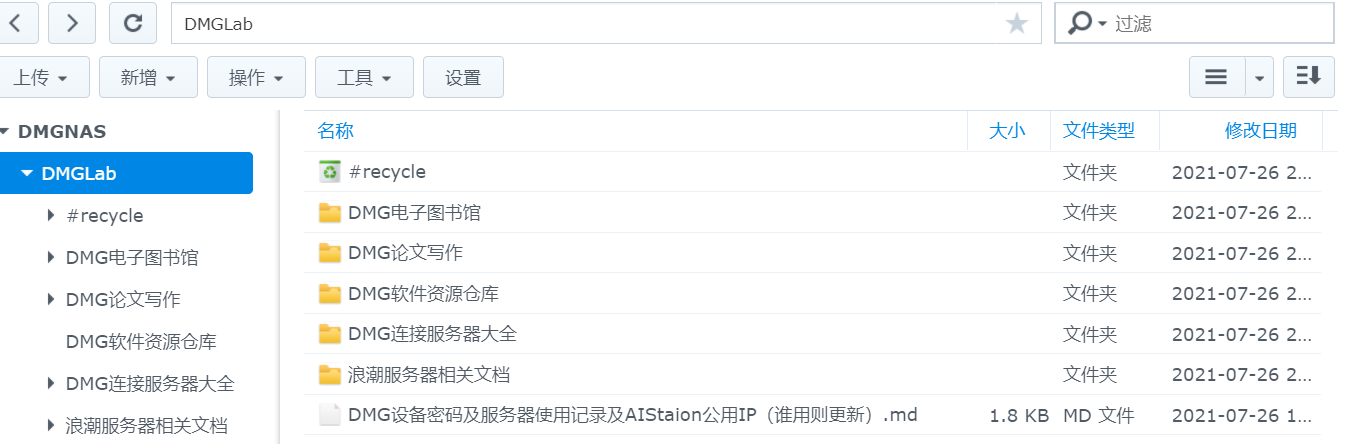 DMGLab
过滤
上传 新增 操作 工具 设置
DMGNAS
DMGLab
#recycle
DMG电子图书馆
DMG论文写作
DMG软件资源仓库
DMG连接服务器大全
浪潮服务器相关文档
名称 大小 文件类型 修改日期
#recycle 文件夹 2021-07-26 2...
DMG电子图书馆 文件夹 2021-07-26 2...
DMG论文写作 文件夹 2021-07-26 2...
DMG软件资源仓库 文件夹 2021-07-26 2...
DMG连接服务器大全 文件夹 2021-07-26 2...
浪潮服务器相关文档 文件夹 2021-07-26 2...
DMG设备密码及服务器使用记录及AIStaion公用IP（谁用则更新）.md 1.8 KB MD 文件 2021-07-26 1...